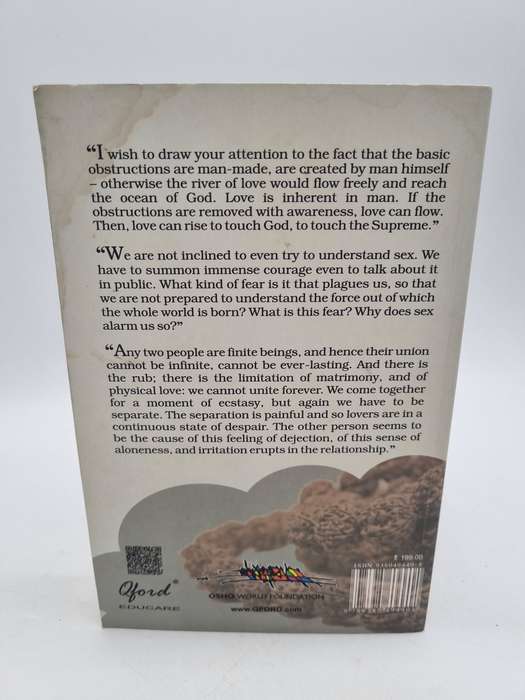 “I wish to draw your attention to the fact that the basic
obstructions are man-made, are created by man himself
– otherwise the river of love would flow freely and reach
the ocean of God. Love is inherent in man. If the
obstructions are removed with awareness, love can flow.
Then, love can rise to touch God, to touch the Supreme.”
“We are not inclined to even try to understand sex. We
have to summon immense courage even to talk about it
in public. What kind of fear is it that plagues us, so that
we are not prepared to understand the force out of which
the whole world is born? What is this fear? Why does sex
alarm us so?”
“Any two people are finite beings, and hence their union
cannot be infinite, cannot be ever-lasting. And there is
the rub; there is the limitation of matrimony, and of
physical love: we cannot unite forever. We come together
for a moment of ecstasy, but again we have to be
separate. The separation is painful and so lovers are in a
continuous state of despair. The other person seems to
be the cause of this feeling of dejection, of this sense of
aloneness, and irritation erupts in the relationship.”
₹ 199.00
ISBN
Qford®
EDUCARE
OSHO WORLD FOUNDATION
www.QFORD.com